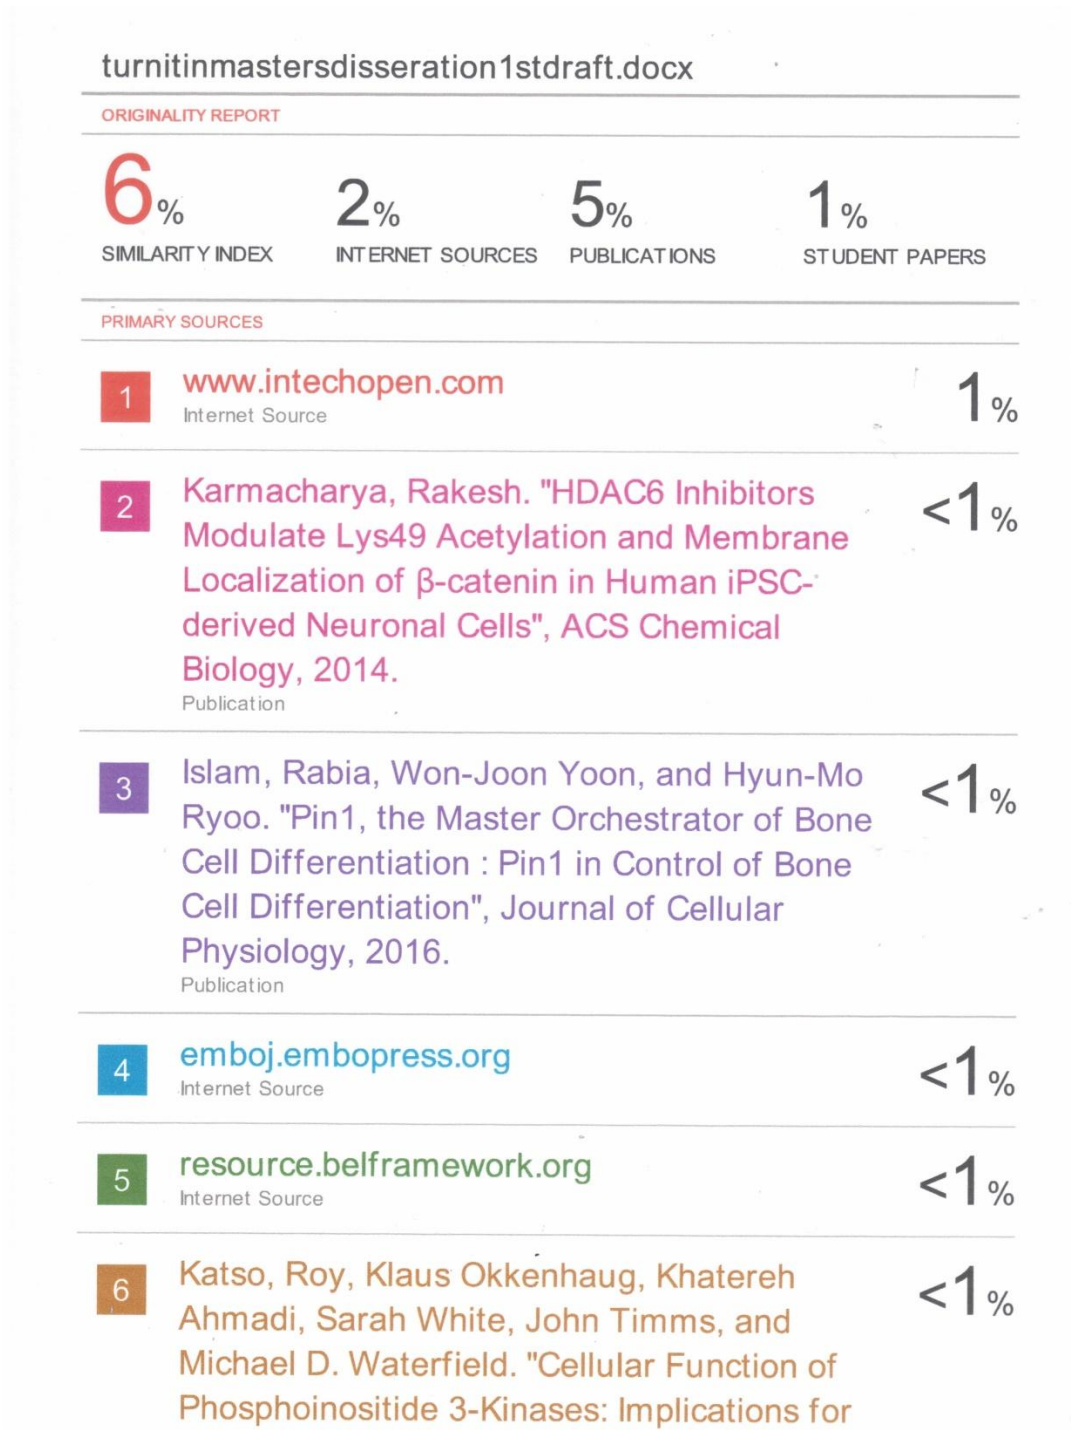 turnitinmastersdisseration1stdraft.docx
ORIGINALITY REPORT
6%
2%
5%
1%
SIMILARITY INDEX
INTERNET SOURCES
PUBLICATIONS
STUDENT PAPERS
PRIMARY SOURCES
1
www.intechopen.com
Internet Source
1%
2
Karmacharya, Rakesh. "HDAC6 Inhibitors
Modulate Lys49 Acetylation and Membrane
Localization of β-catenin in Human iPSC-
derived Neuronal Cells", ACS Chemical
Biology, 2014.
Publication
<1%
3
Islam, Rabia, Won-Joon Yoon, and Hyun-Mo
Ryoo. "Pin1, the Master Orchestrator of Bone
Cell Differentiation : Pin1 in Control of Bone
Cell Differentiation", Journal of Cellular
Physiology, 2016.
Publication
<1%
4
emboj.embopress.org
Internet Source
<1%
5
resource.belframework.org
Internet Source
<1%
6
Katso, Roy, Klaus Okkenhaug, Khatereh
Ahmadi, Sarah White, John Timms, and
Michael D. Waterfield. "Cellular Function of
Phosphoinositide 3-Kinases: Implications for
<1%